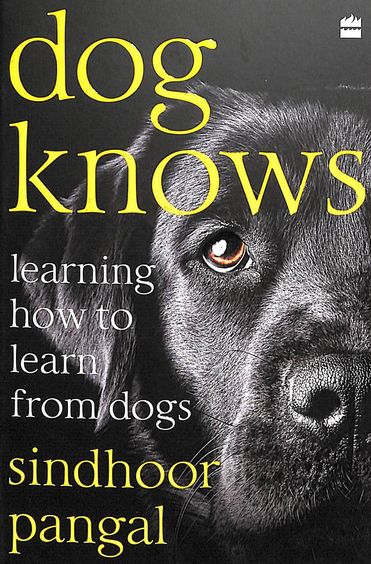 dog
knows
learning
how to
learn
from dogs
sindhoor
pangal